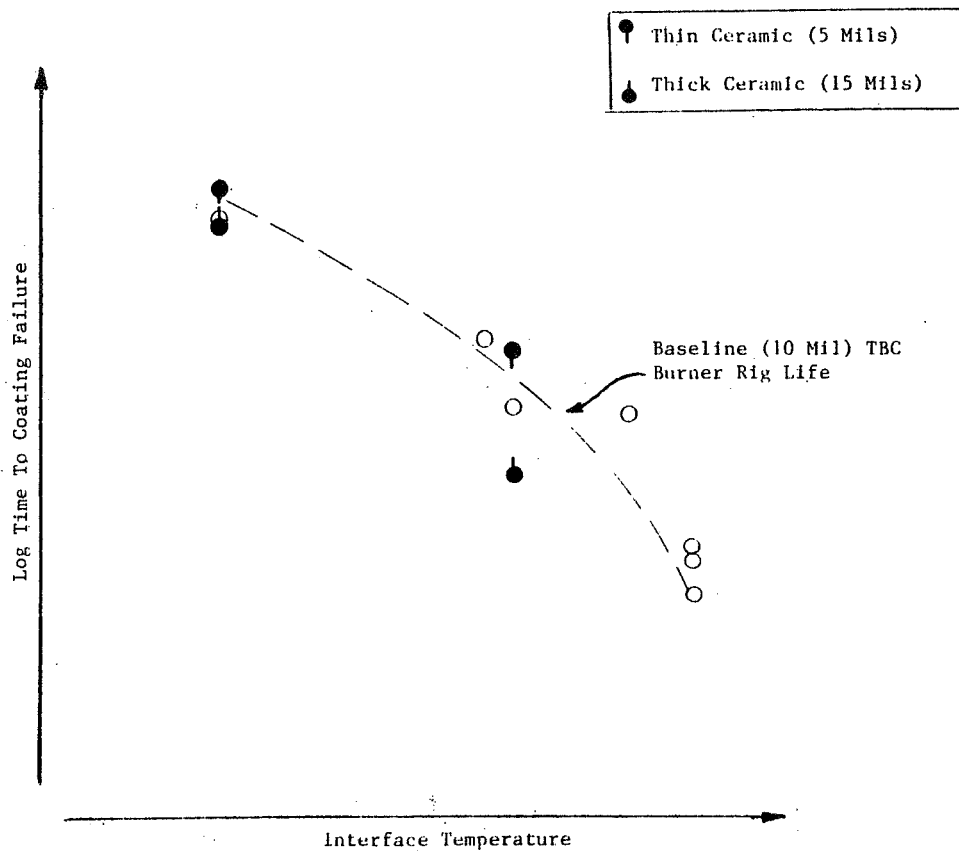 Thin Ceramic (5 Mils)
Thick Ceramic (15 Mils)
Log Time To Coating Failure
Baseline (10 Mil) TBC
Burner Rig Life
Interface Temperature